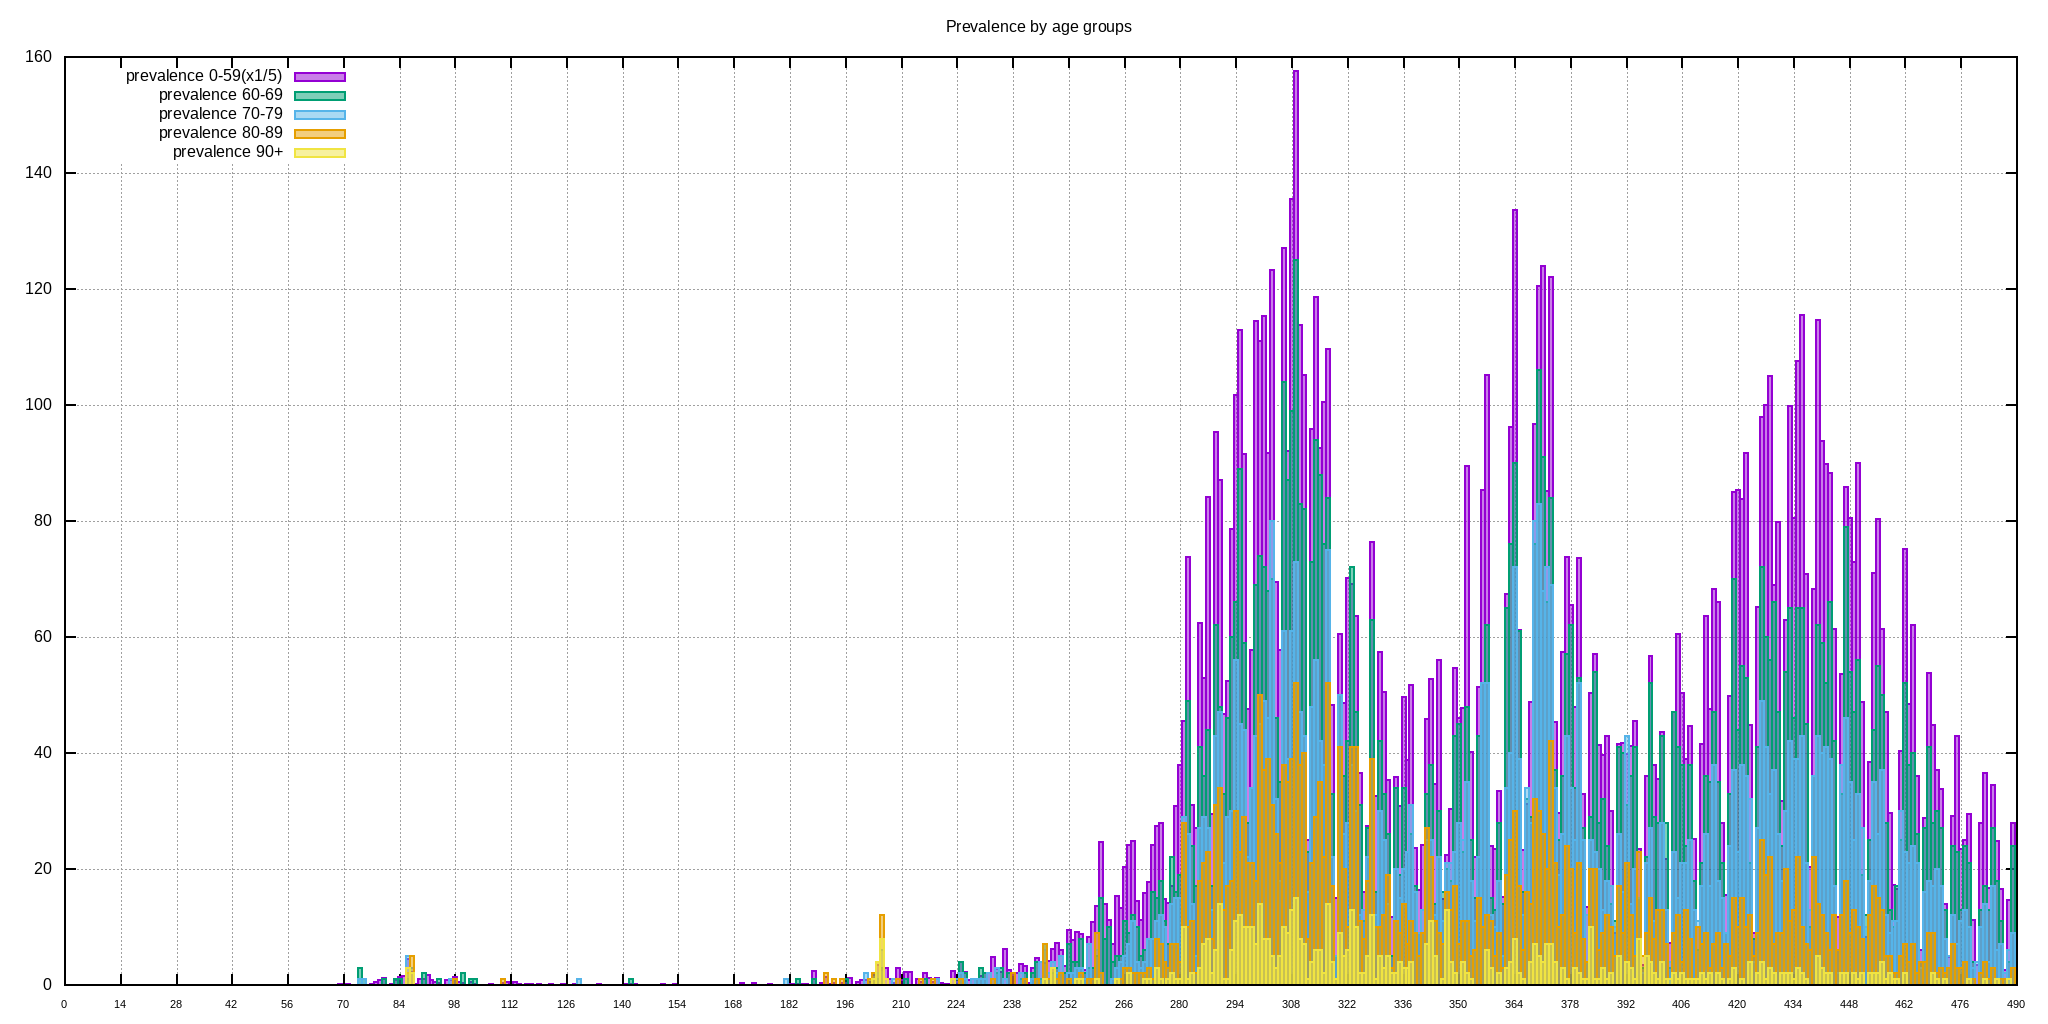 Prevalence by age groups
160
140
120
100
80
60
40
20
0
prevalence 0-59(x1/5)
prevalence 60-69
prevalence 70-79
prevalence 80-89
prevalence 90+
0 14 28 42 56 70 84 98 112 126 140 154 168 182 196 210 224 238 252 266 280 294 308 322 336 350 364 378 392 406 420 434 448 462 476 490